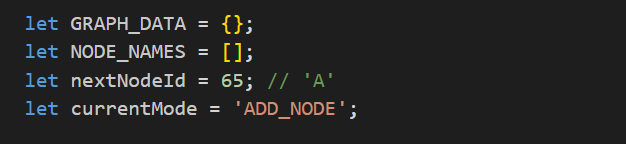 let GRAPH_DATA = {};
let NODE_NAMES = [];
let nextNodeId = 65; // 'A'
let currentMode = 'ADD_NODE';